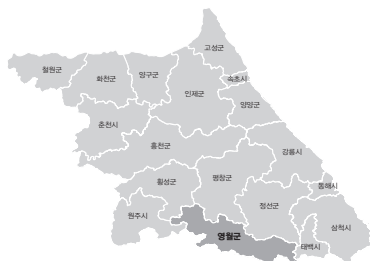 고성군
철원군
화천군
양구군
속초시
인제군
양양군
춘천시
홍천군
강릉시
횡성군
평창군
동해시
정선군
원주시
영월군
삼척시
태백시